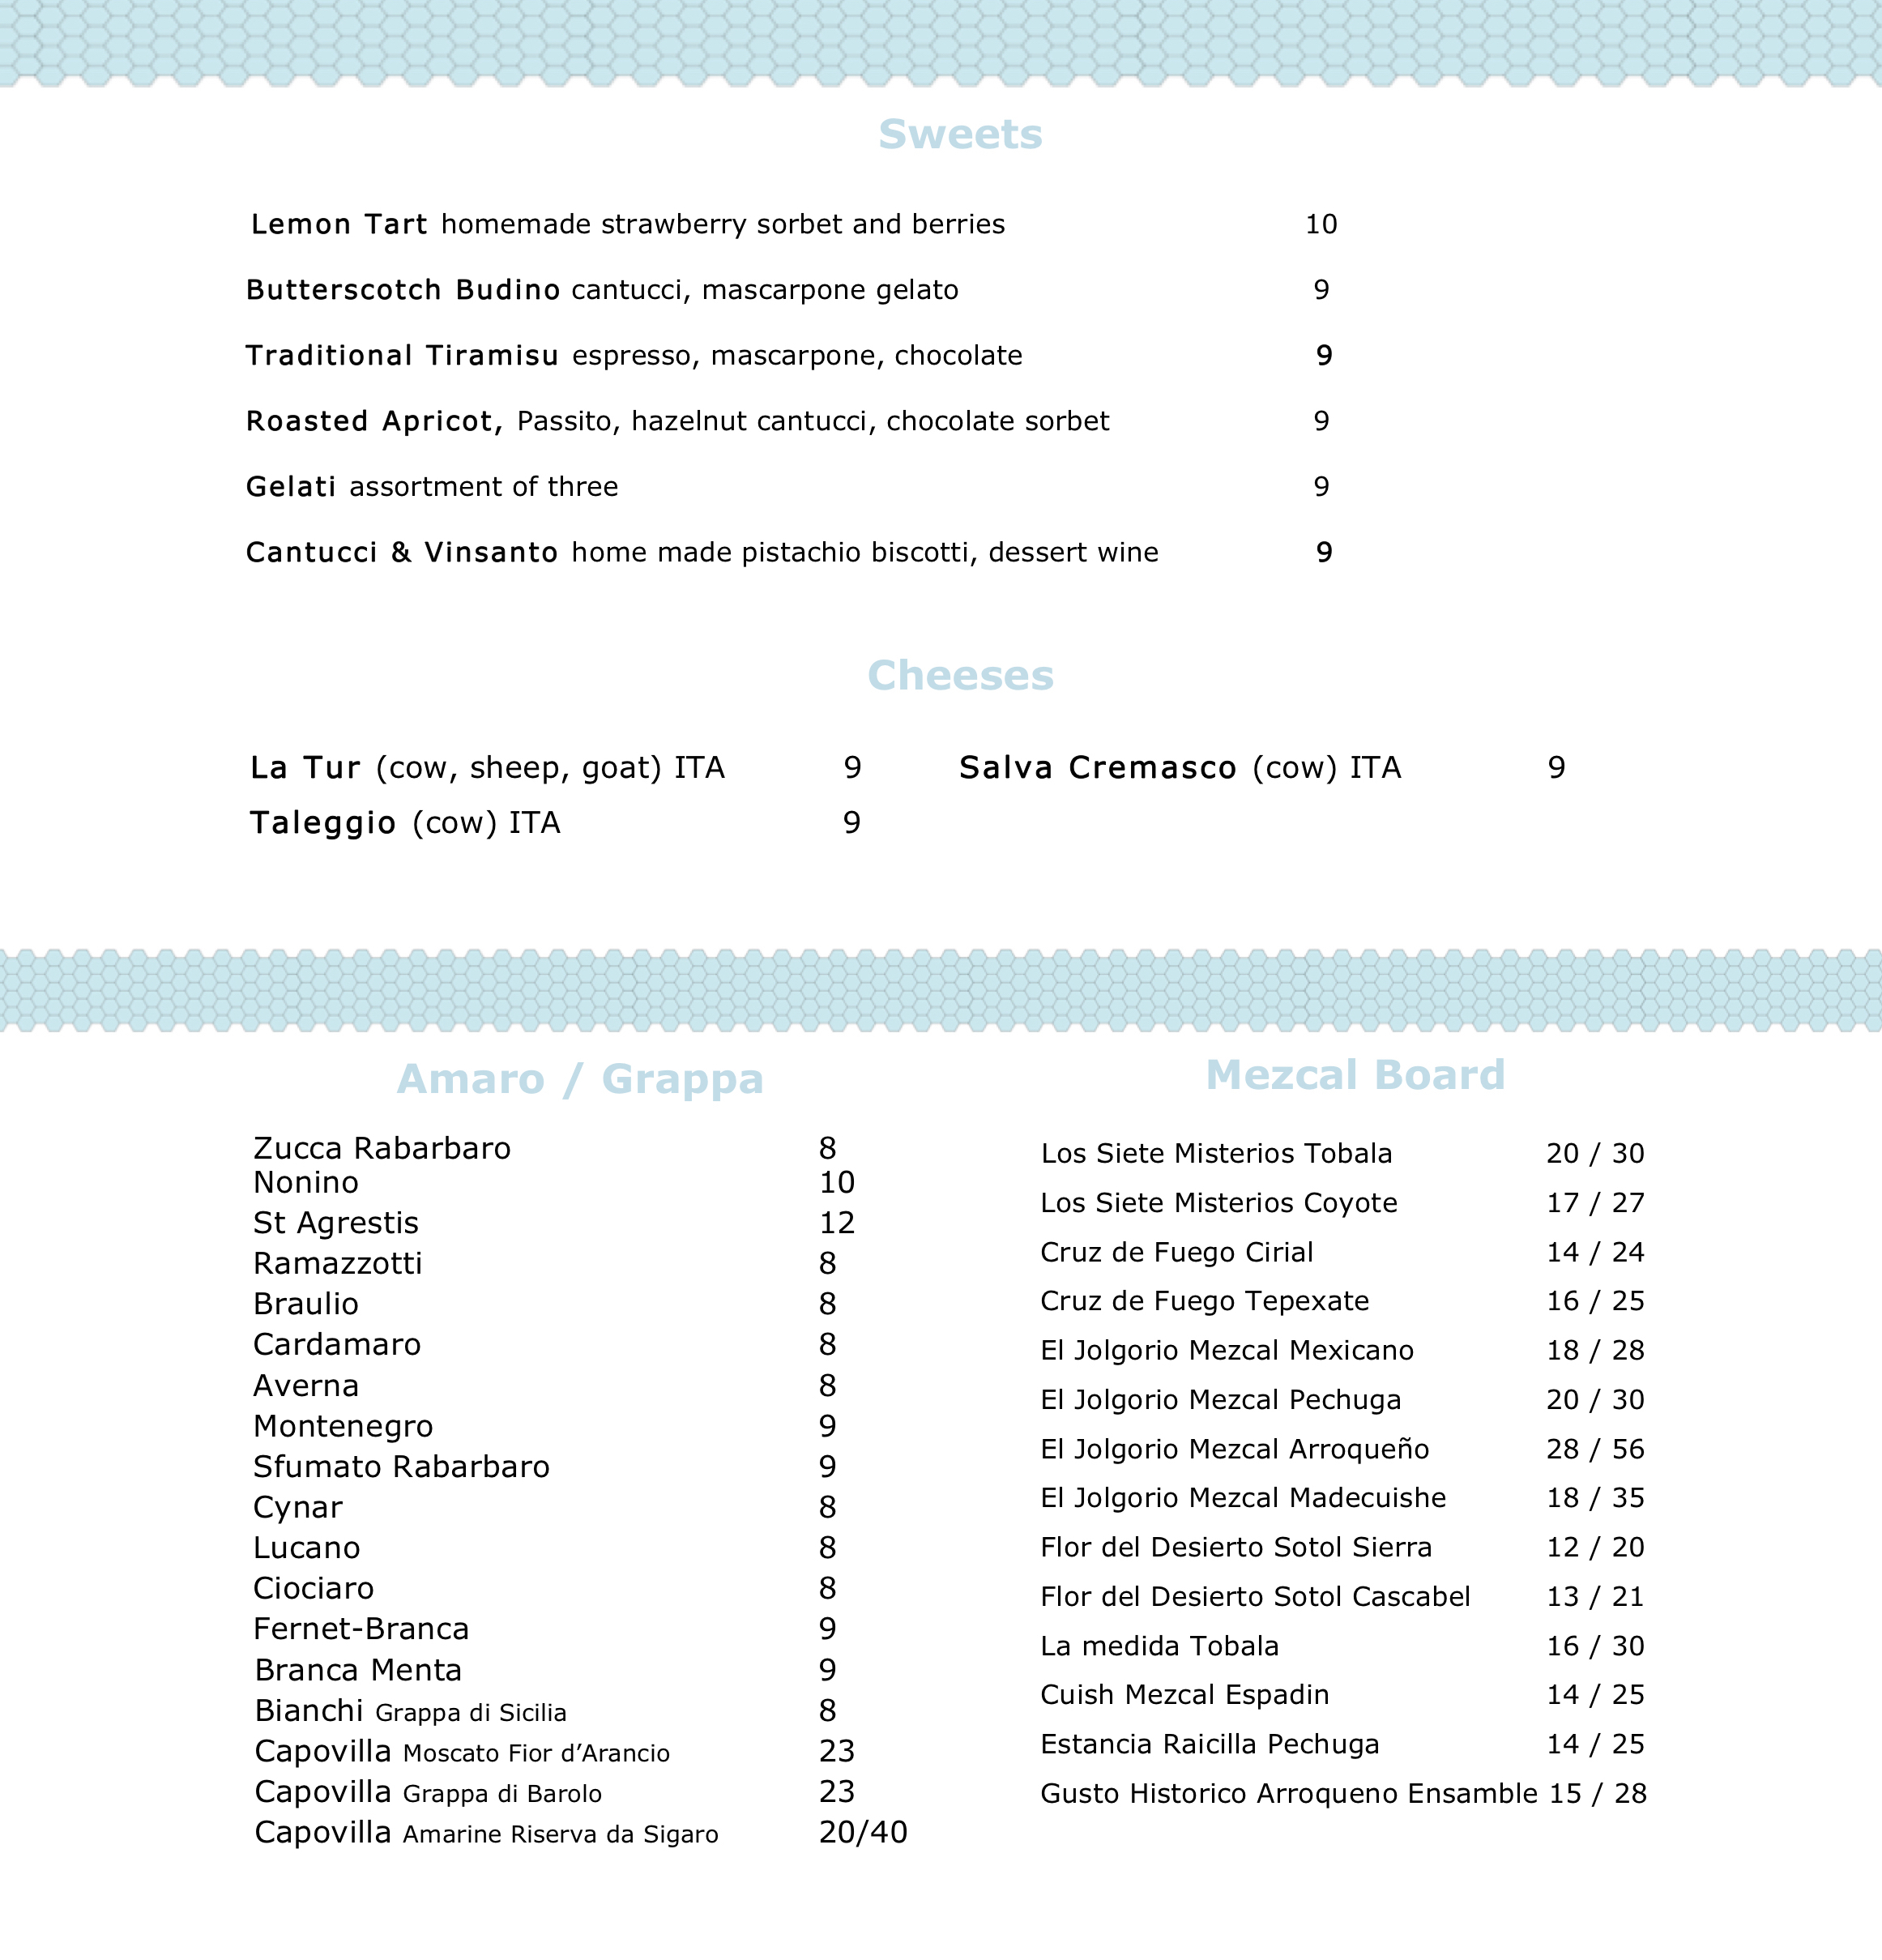 Sweets
Lemon Tart homemade strawberry sorbet and berries 10
Butterscotch Budino cantucci, mascarpone gelato 9
Traditional Tiramisu espresso, mascarpone, chocolate 9
Roasted Apricot, Passito, hazelnut cantucci, chocolate sorbet 9
Gelati assortment of three 9
Cantucci & Vinsanto home made pistachio biscotti, dessert wine 9
Cheeses
La Tur (cow, sheep, goat) ITA 9 Salva Cremasco (cow) ITA 9
Taleggio (cow) ITA 9
Amaro / Grappa
Zucca Rabarbaro 8
Nonino 10
St Agrestis 12
Ramazzotti 8
Braulio 8
Cardamaro 8
Averna 8
Montenegro 9
Sfumato Rabarbaro 9
Cynar 8
Lucano 8
Ciociaro 8
Fernet-Branca 9
Branca Menta 9
Bianchi Grappa di Sicilia 8
Capovilla Moscato Fior d’Arancio 23
Capovilla Grappa di Barolo 23
Capovilla Amarine Riserva da Sigaro 20/40
Mezcal Board
Los Siete Misterios Tobala 20 / 30
Los Siete Misterios Coyote 17 / 27
Cruz de Fuego Cirial 14 / 24
Cruz de Fuego Tepexate 16 / 25
El Jolgorio Mezcal Mexicano 18 / 28
El Jolgorio Mezcal Pechuga 20 / 30
El Jolgorio Mezcal Arroqueño 28 / 56
El Jolgorio Mezcal Madecuishe 18 / 35
Flor del Desierto Sotol Sierra 12 / 20
Flor del Desierto Sotol Cascabel 13 / 21
La medida Tobala 16 / 30
Cuish Mezcal Espadin 14 / 25
Estancia Raicilla Pechuga 14 / 25
Gusto Historico Arroqueno Ensamble 15 / 28